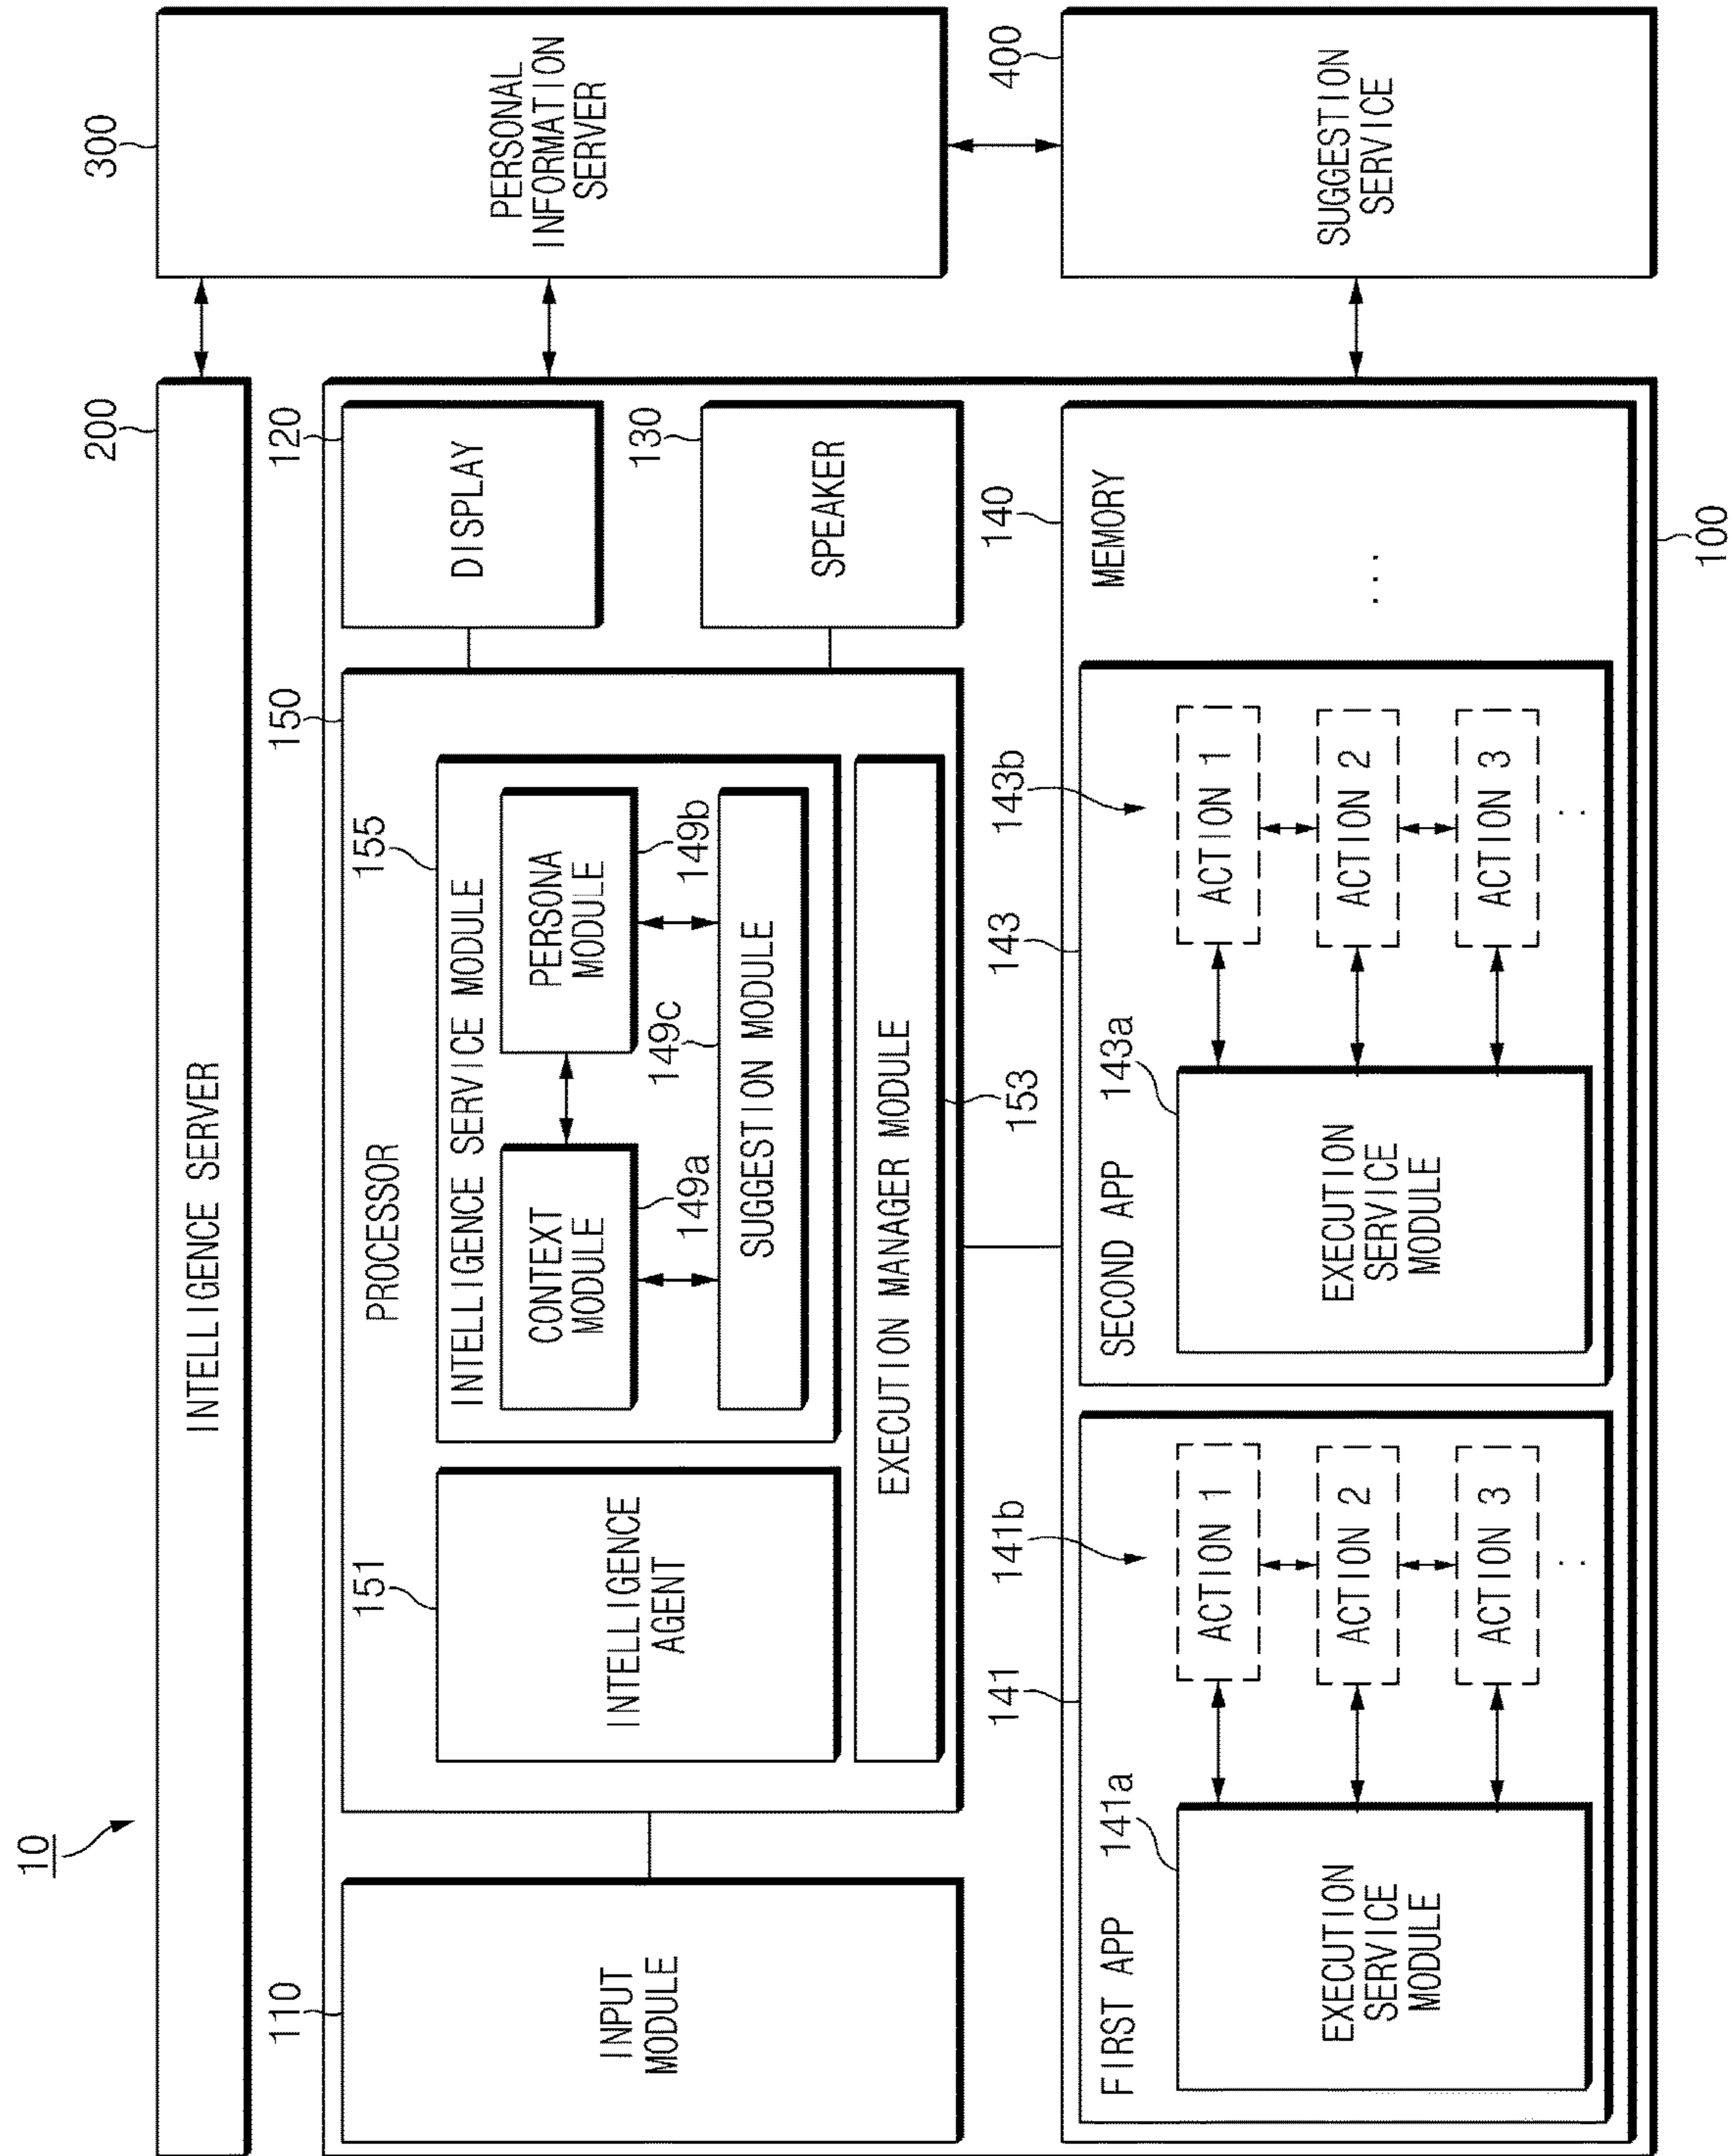 10
INTELLIGENCE SERVER
200
300
PERSONAL
INFORMATION
SERVER
110
INPUT
MODULE
150
PROCESSOR
151
INTELLIGENCE
AGENT
155
INTELLIGENCE SERVICE MODULE
CONTEXT
MODULE
149a
PERSONA
MODULE
149b
149c
SUGGESTION MODULE
EXECUTION MANAGER MODULE
153
120
DISPLAY
130
SPEAKER
140
MEMORY
...
141
FIRST APP
141a
EXECUTION
SERVICE
MODULE
141b
ACTION 1
ACTION 2
ACTION 3
:
143
SECOND APP
143a
EXECUTION
SERVICE
MODULE
143b
ACTION 1
ACTION 2
ACTION 3
:
100
400
SUGGESTION
SERVICE